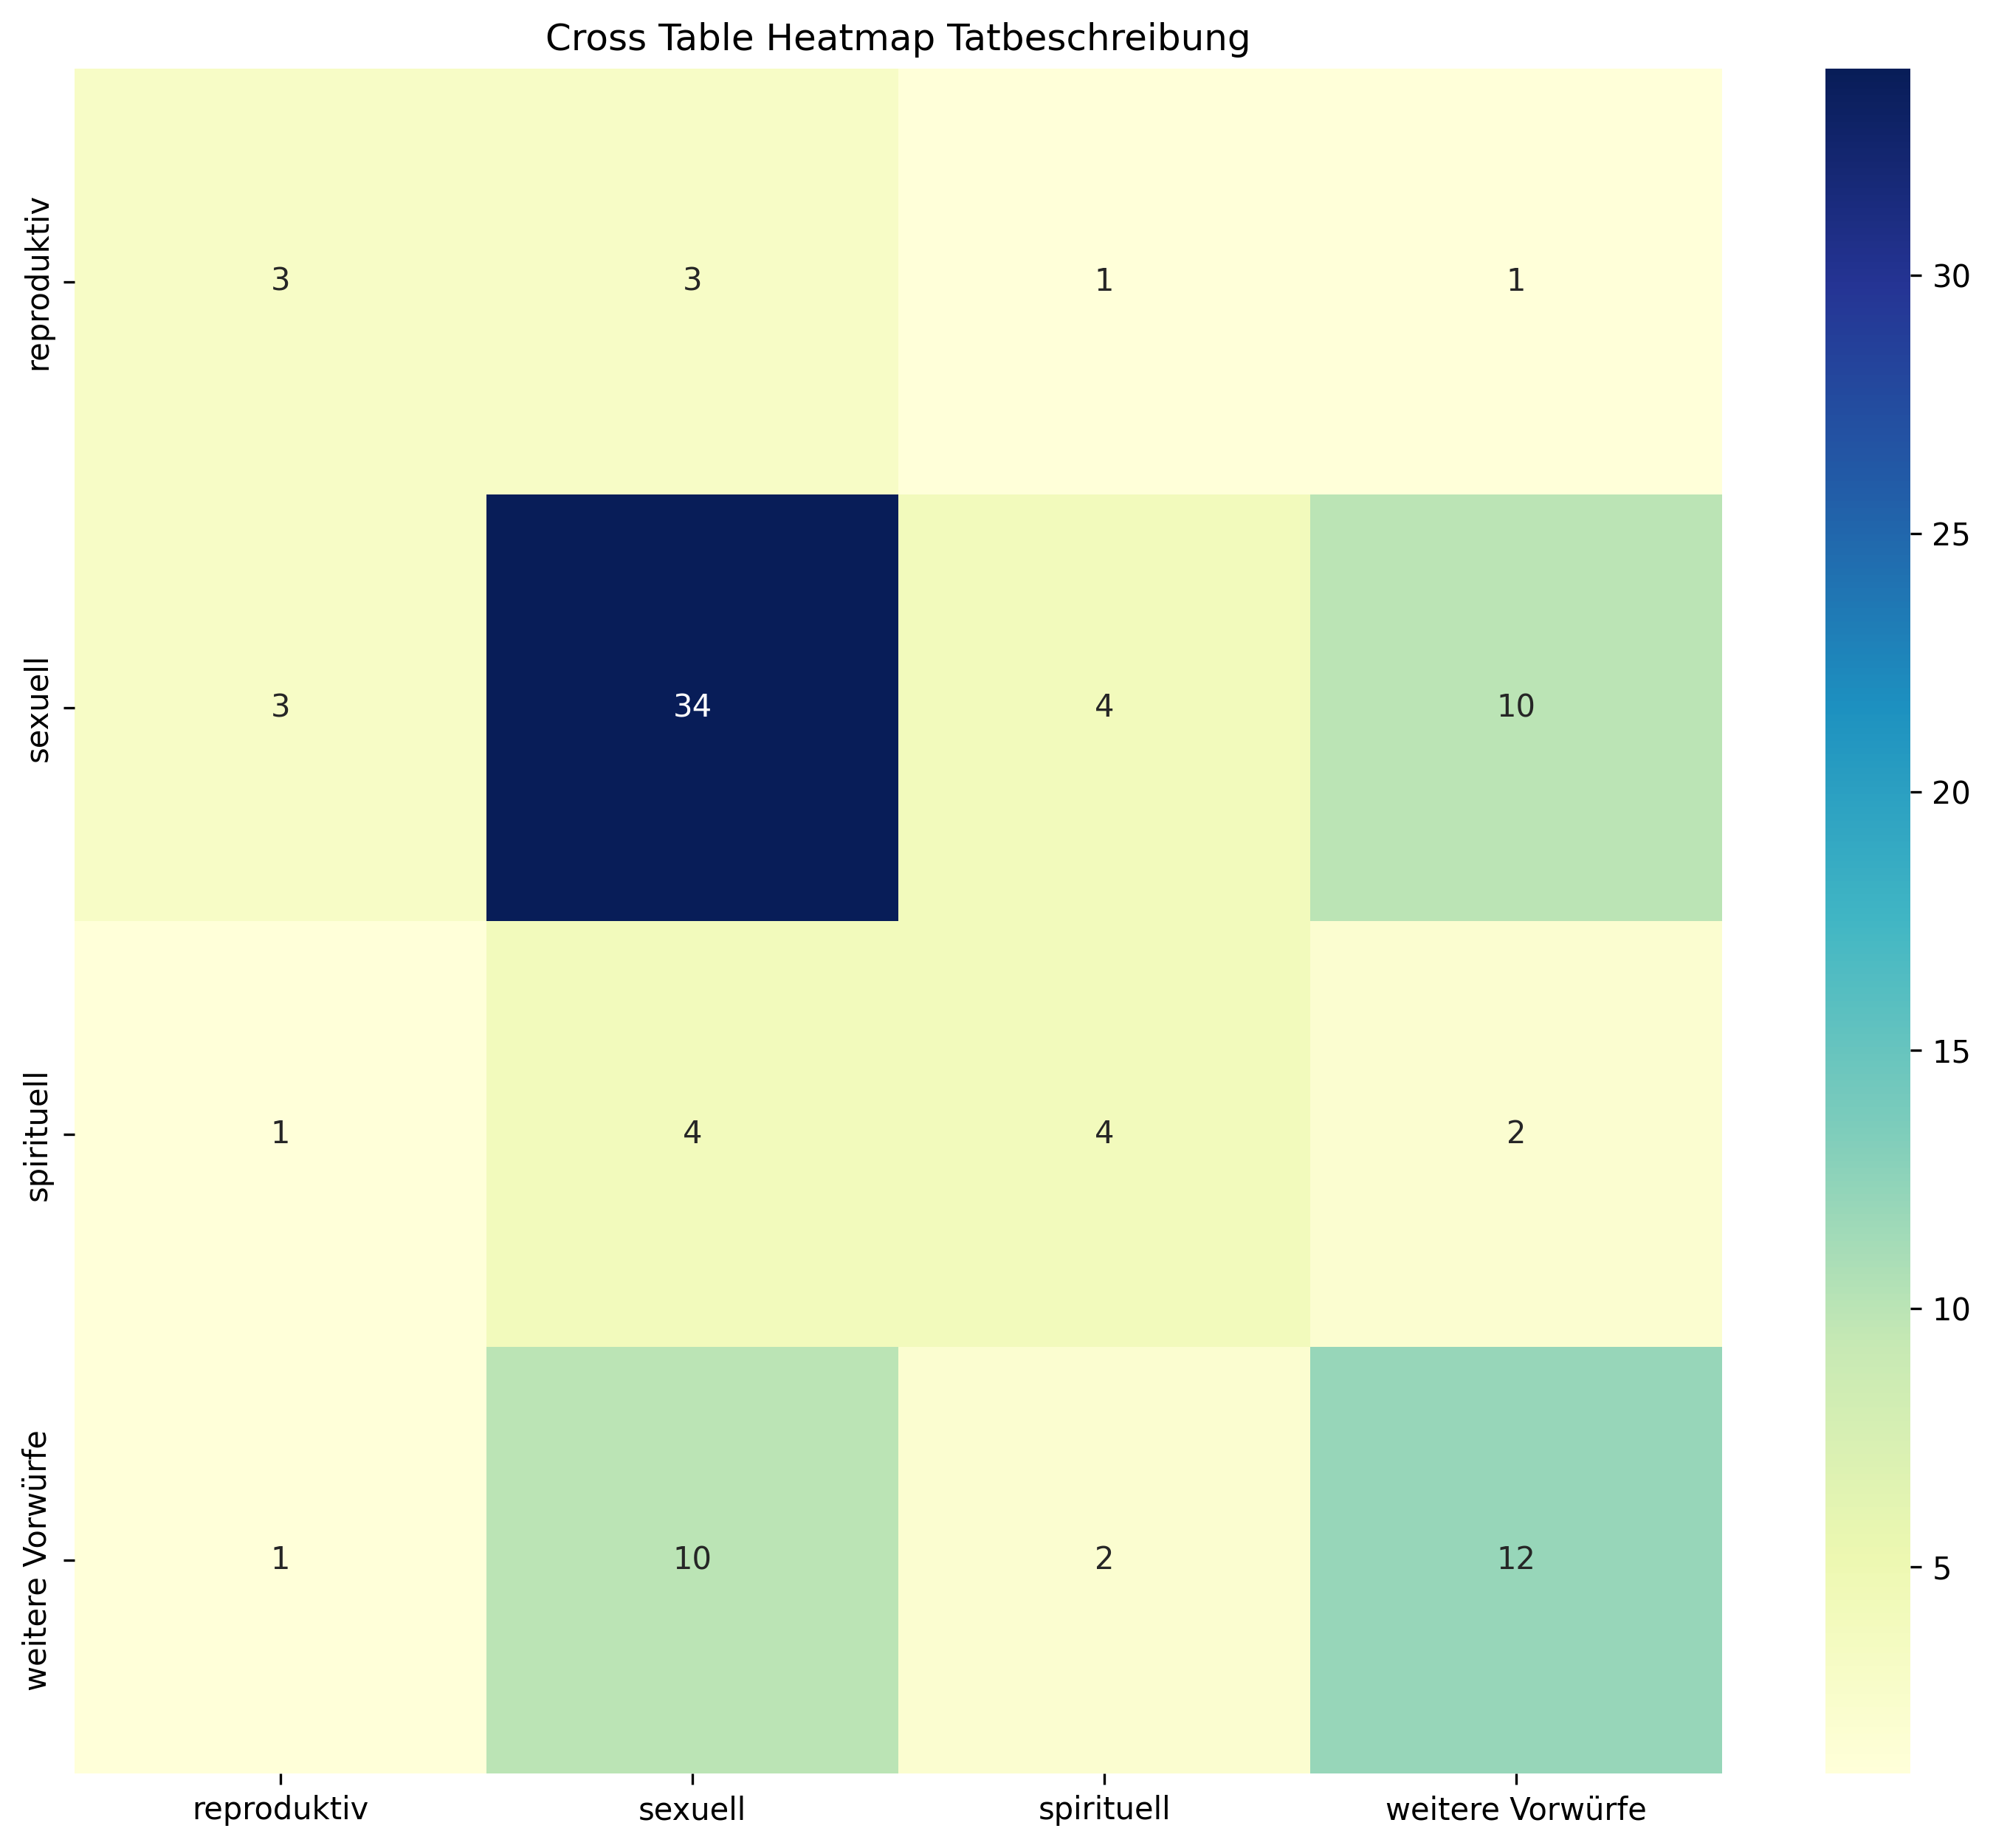 Cross Table Heatmap Tatbeschreibung
reproduktiv
3 3 1 1
sexuell
3 34 4 10
spirituell
1 4 4 2
weitere Vorwürfe
1 10 2 12
reproduktiv sexuell spirituell weitere Vorwürfe
30
25
20
15
10
5